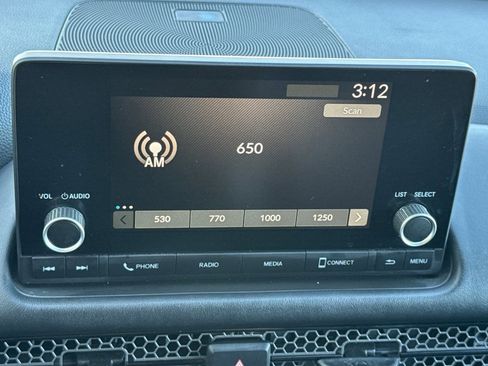 3:12
Scan
AM
650
VOL AUDIO
LIST SELECT
530 770 1000 1250
PHONE RADIO MEDIA CONNECT MENU